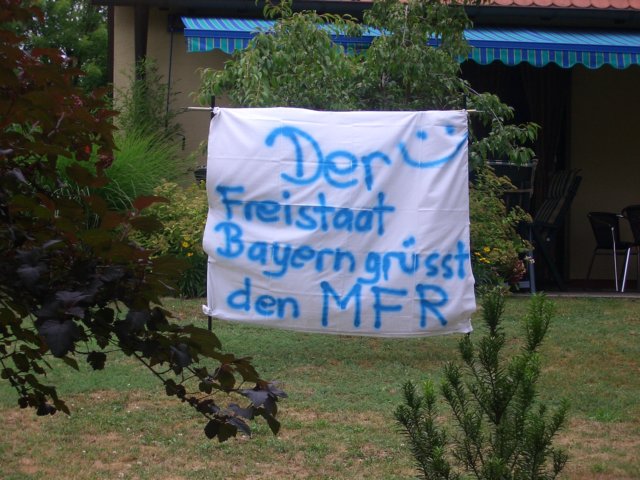 Der
Freistaat
Bayern grüsst
den MFR